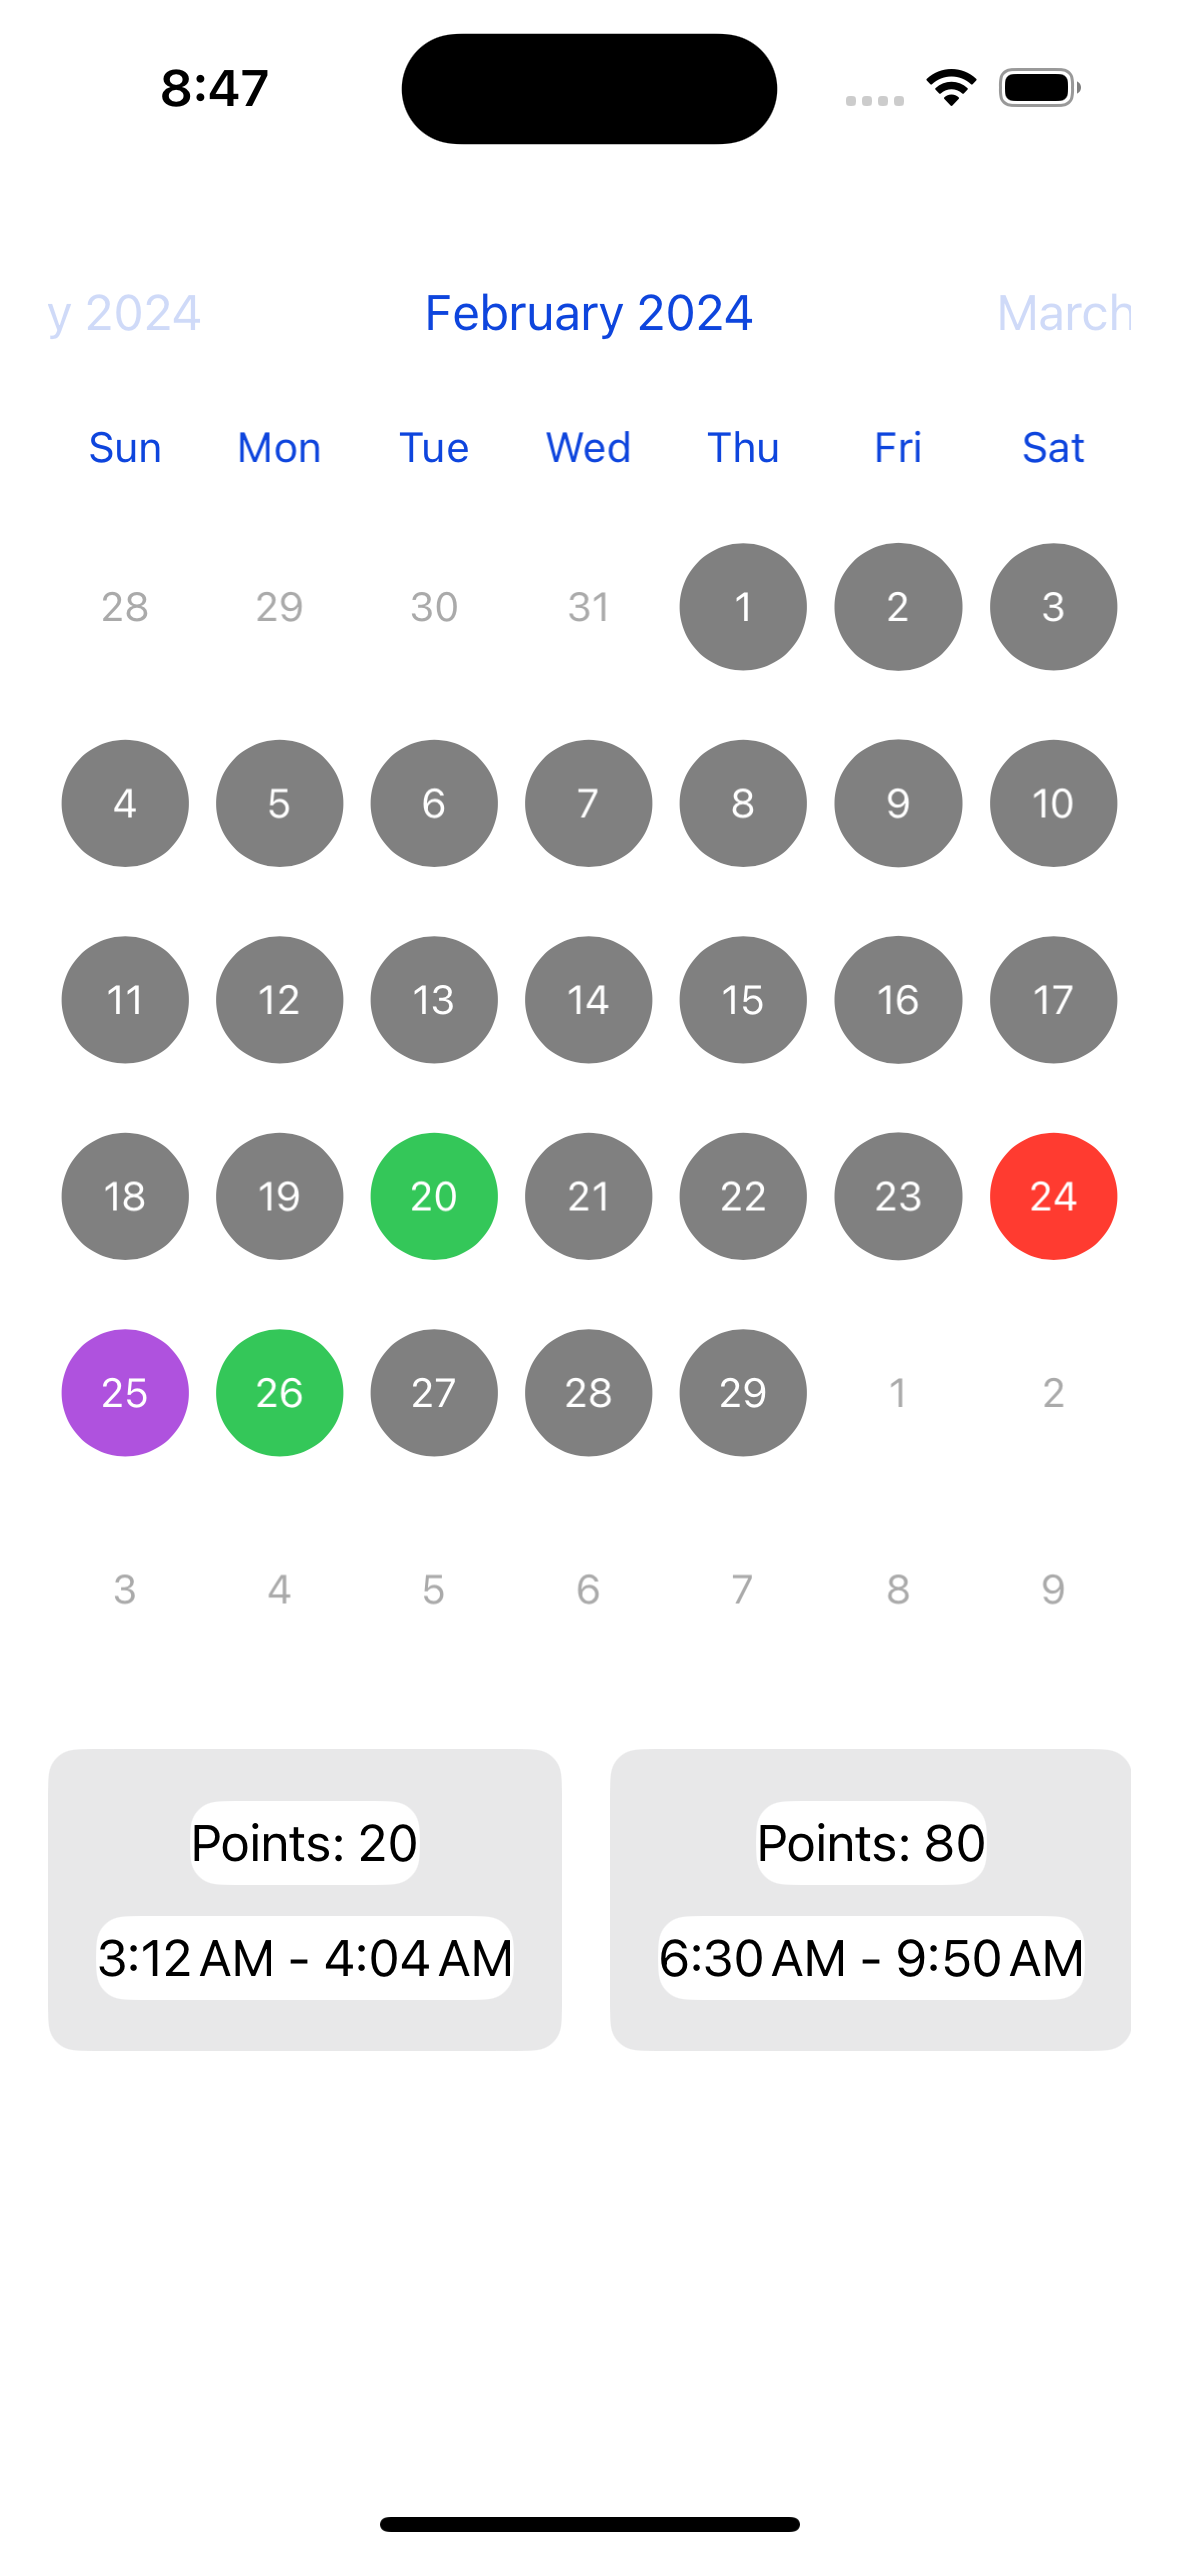 8:47
y 2024 February 2024 March
Sun Mon Tue Wed Thu Fri Sat
28 29 30 31 1 2 3
4 5 6 7 8 9 10
11 12 13 14 15 16 17
18 19 20 21 22 23 24
25 26 27 28 29 1 2
3 4 5 6 7 8 9
Points: 20 Points: 80
3:12 AM - 4:04 AM 6:30 AM - 9:50 AM